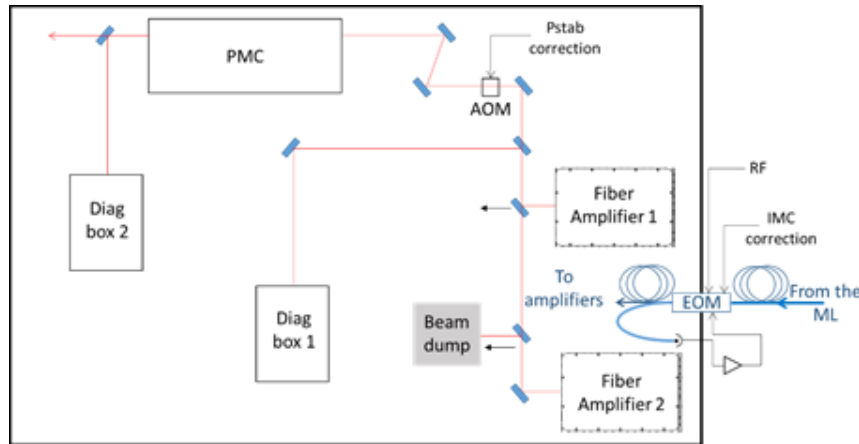 Pstab
correction
PMC
AOM
RF
Fiber
Amplifier 1
Diag
box 2
IMC
correction
To
amplifiers
EOM
From the
ML
Diag
box 1
Beam
dump
Fiber
Amplifier 2